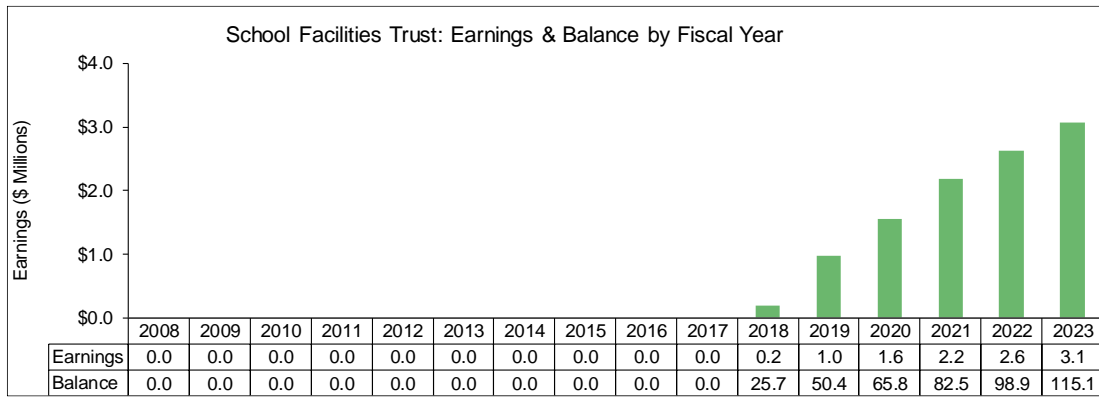 School Facilities Trust: Earnings & Balance by Fiscal Year
Earnings ($ Millions)
$4.0
$3.0
$2.0
$1.0
$0.0
2008 2009 2010 2011 2012 2013 2014 2015 2016 2017 2018 2019 2020 2021 2022 2023
Earnings 0.0 0.0 0.0 0.0 0.0 0.0 0.0 0.0 0.0 0.0 0.2 1.0 1.6 2.2 2.6 3.1
Balance 0.0 0.0 0.0 0.0 0.0 0.0 0.0 0.0 0.0 0.0 25.7 50.4 65.8 82.5 98.9 115.1